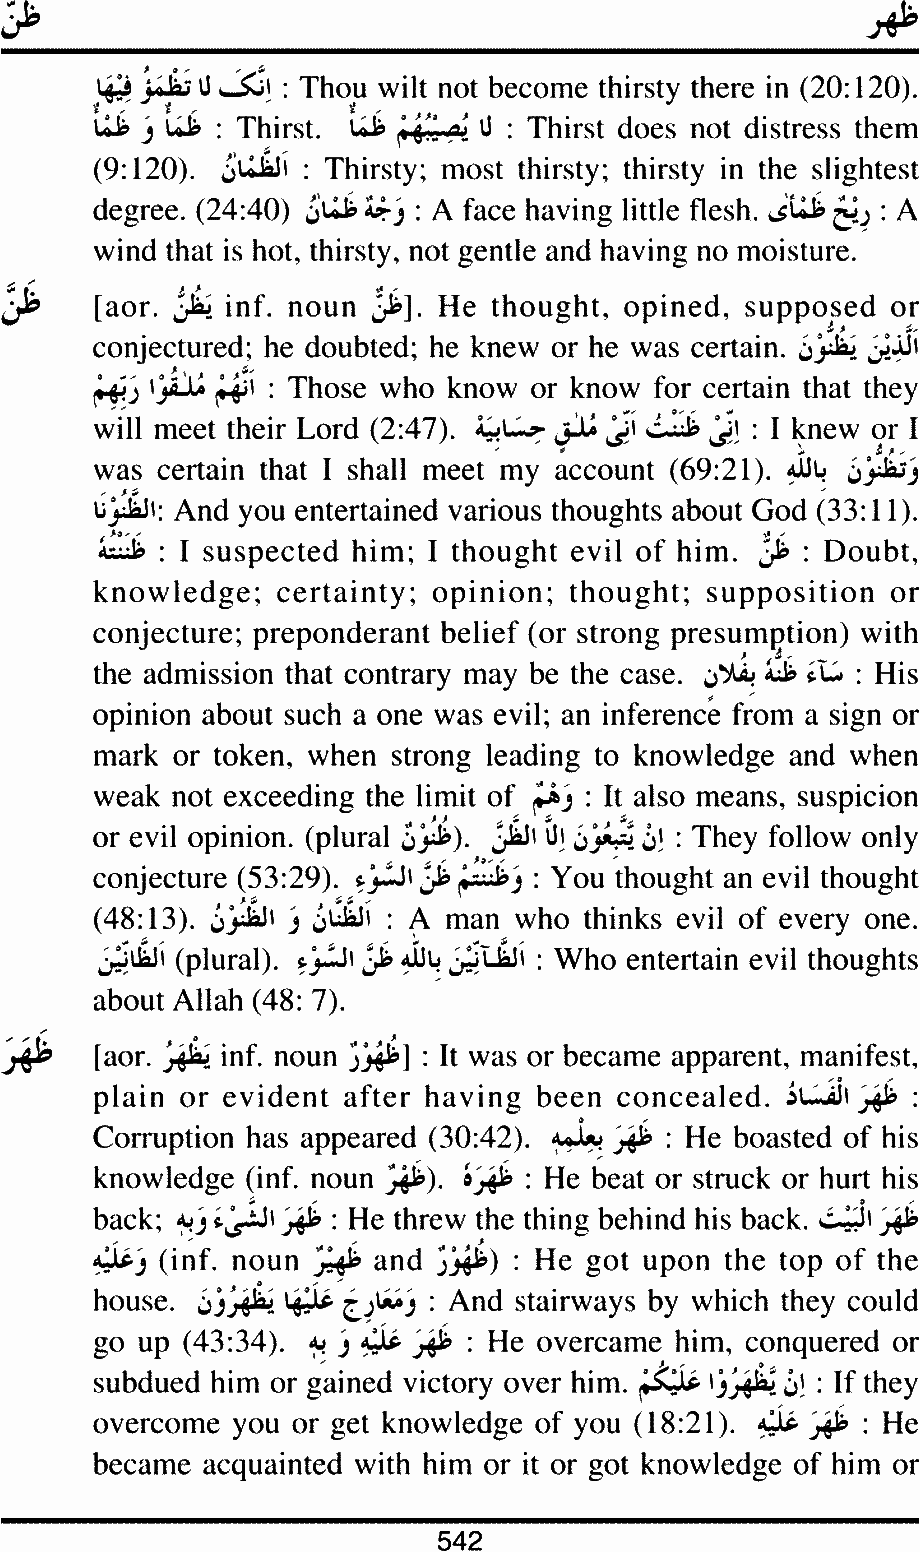 ظنّ ظهر
اِنَّکَ لَا تَظْمَؤُ فِیْھَا : Thou wilt not become thirsty there in (20:120).
ظَمْأٌ وَ ظَمَأٌ : Thirst. لَا یُصِیْبُھُمْ ظَمَأٌ : Thirst does not distress them
(9:120). اَلظَّمْاٰنُ : Thirsty; most thirsty; thirsty in the slightest
degree. (24:40) وَجْہٌ ظَمْاٰنُ : A face having little flesh. رِیْحٌ ظَمْاٰی : A
wind that is hot, thirsty, not gentle and having no moisture.
ظَنَّ [aor. یَظُنُّ inf. noun ظَنٌّ]. He thought, opined, supposed or
conjectured; he doubted; he knew or he was certain. الَّذِیْنَ یَظُنُّوْنَ
اَنَّھُمْ مُلٰقُوْا رَبِّھِمْ : Those who know or know for certain that they
will meet their Lord (2:47). اِنِّیْ ظَنَنْتُ اَنِّیْ مُلٰقٍ حِسَابِیَہْ : I knew or I
was certain that I shall meet my account (69:21). وَتَظُنُّوْنَ بِاللّٰہِ
الظُّنُوْنَا: And you entertained various thoughts about God (33:11).
ظَنَنْتُہٗ : I suspected him; I thought evil of him. ظَنٌّ : Doubt,
knowledge; certainty; opinion; thought; supposition or
conjecture; preponderant belief (or strong presumption) with
the admission that contrary may be the case. سَآءَ ظَنُّہٗ بِفُلَانٍ : His
opinion about such a one was evil; an inference from a sign or
mark or token, when strong leading to knowledge and when
weak not exceeding the limit of وَھْمٌ : It also means, suspicion
or evil opinion. (plural ظُنُوْنٌ). اِنْ یَّتَّبِعُوْنَ اِلَّا الظَّنَّ : They follow only
conjecture (53:29). وَظَنَنْتُمْ ظَنَّ السَّوْءِ : You thought an evil thought
(48:13). اَلظَّنَّانُ وَ الظَّنُوْنُ : A man who thinks evil of every one.
اَلظَّانِّیْنَ (plural). اَلظَّآنِّیْنَ بِاللّٰہِ ظَنَّ السَّوْءِ : Who entertain evil thoughts
about Allah (48: 7).
ظَھَرَ [aor. یَظْھَرُ inf. noun ظُھُوْرٌ] : It was or became apparent, manifest,
plain or evident after having been concealed. ظَھَرَ الْفَسَادُ :
Corruption has appeared (30:42). ظَھَرَ بِعِلْمِہٖ : He boasted of his
knowledge (inf. noun ظَھْرٌ). ظَھَرَہٗ : He beat or struck or hurt his
back; ظَھَرَ الشَّیْءَ وَبِہٖ : He threw the thing behind his back. ظَھَرَ الْبَیْتَ
وَعَلَیْہِ (inf. noun ظَھِیْرٌ and ظُھُوْرٌ) : He got upon the top of the
house. وَمَعَارِجَ عَلَیْھَا یَظْھَرُوْنَ : And stairways by which they could
go up (43:34). ظَھَرَ عَلَیْہِ وَ بِہٖ : He overcame him, conquered or
subdued him or gained victory over him. اِنْ یَّظْھَرُوْا عَلَیْکُمْ : If they
overcome you or get knowledge of you (18:21). ظَھَرَ عَلَیْہِ : He
became acquainted with him or it or got knowledge of him or
542